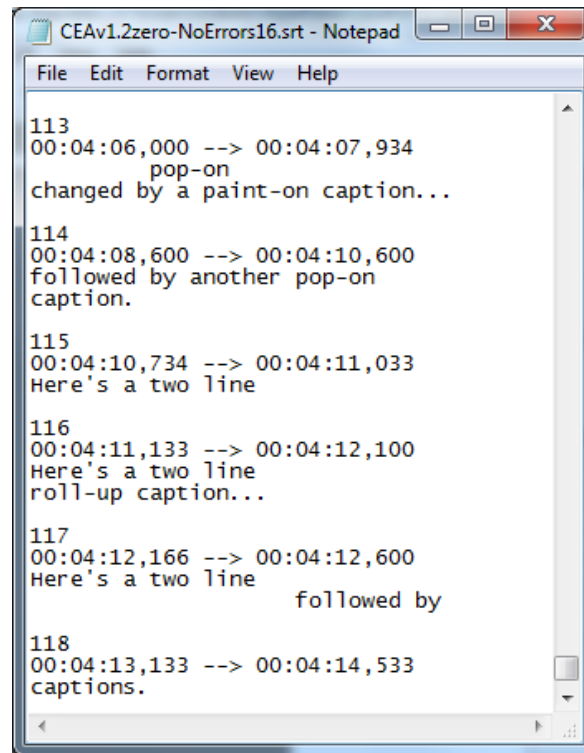 CEAv1.2zero-NoErrors16.srt - Notepad
File Edit Format View Help
113
00:04:06,000 --> 00:04:07,934
pop-on
changed by a paint-on caption...
114
00:04:08,600 --> 00:04:10,600
followed by another pop-on
caption.
115
00:04:10,734 --> 00:04:11,033
Here's a two line
116
00:04:11,133 --> 00:04:12,100
Here's a two line
roll-up caption...
117
00:04:12,166 --> 00:04:12,600
Here's a two line
followed by
118
00:04:13,133 --> 00:04:14,533
captions.